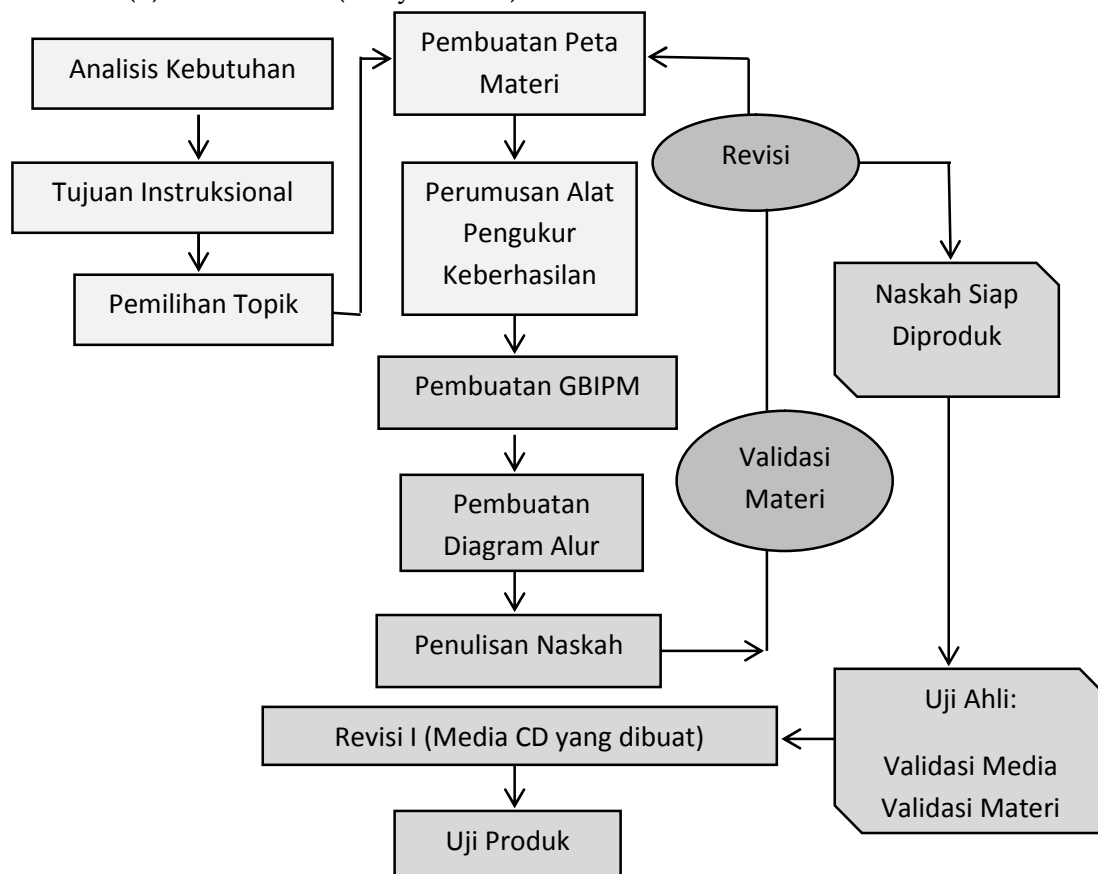 Analisis Kebutuhan
Tujuan Instruksional
Pemilihan Topik
Pembuatan Peta
Materi
Perumusan Alat
Pengukur
Keberhasilan
Pembuatan GBIPM
Pembuatan
Diagram Alur
Penulisan Naskah
Validasi
Materi
Revisi
Naskah Siap
Diproduk
Uji Ahli:
Validasi Media
Validasi Materi
Revisi I (Media CD yang dibuat)
Uji Produk